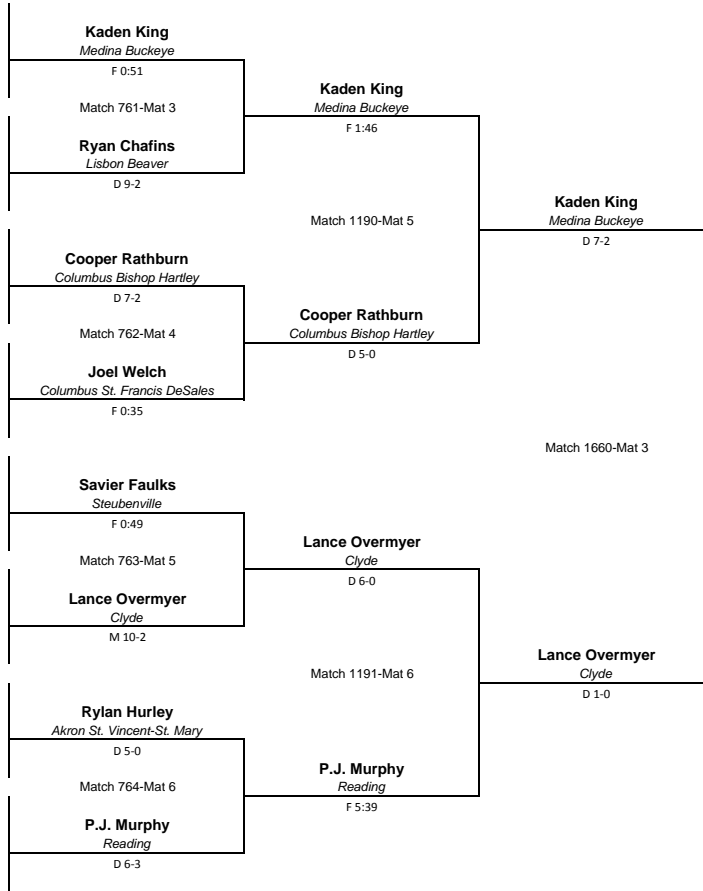 Kaden King
Medina Buckeye
F 0:51
Match 761-Mat 3
Ryan Chafins
Lisbon Beaver
D 9-2
Cooper Rathburn
Columbus Bishop Hartley
D 7-2
Match 762-Mat 4
Joel Welch
Columbus St. Francis DeSales
F 0:35
Savier Faulks
Steubenville
F 0:49
Match 763-Mat 5
Lance Overmyer
Clyde
M 10-2
Rylan Hurley
Akron St. Vincent-St. Mary
D 5-0
Match 764-Mat 6
P.J. Murphy
Reading
D 6-3
Kaden King
Medina Buckeye
F 1:46
Match 1190-Mat 5
Cooper Rathburn
Columbus Bishop Hartley
D 5-0
Lance Overmyer
Clyde
D 6-0
Match 1191-Mat 6
P.J. Murphy
Reading
F 5:39
Kaden King
Medina Buckeye
D 7-2
Match 1660-Mat 3
Lance Overmyer
Clyde
D 1-0